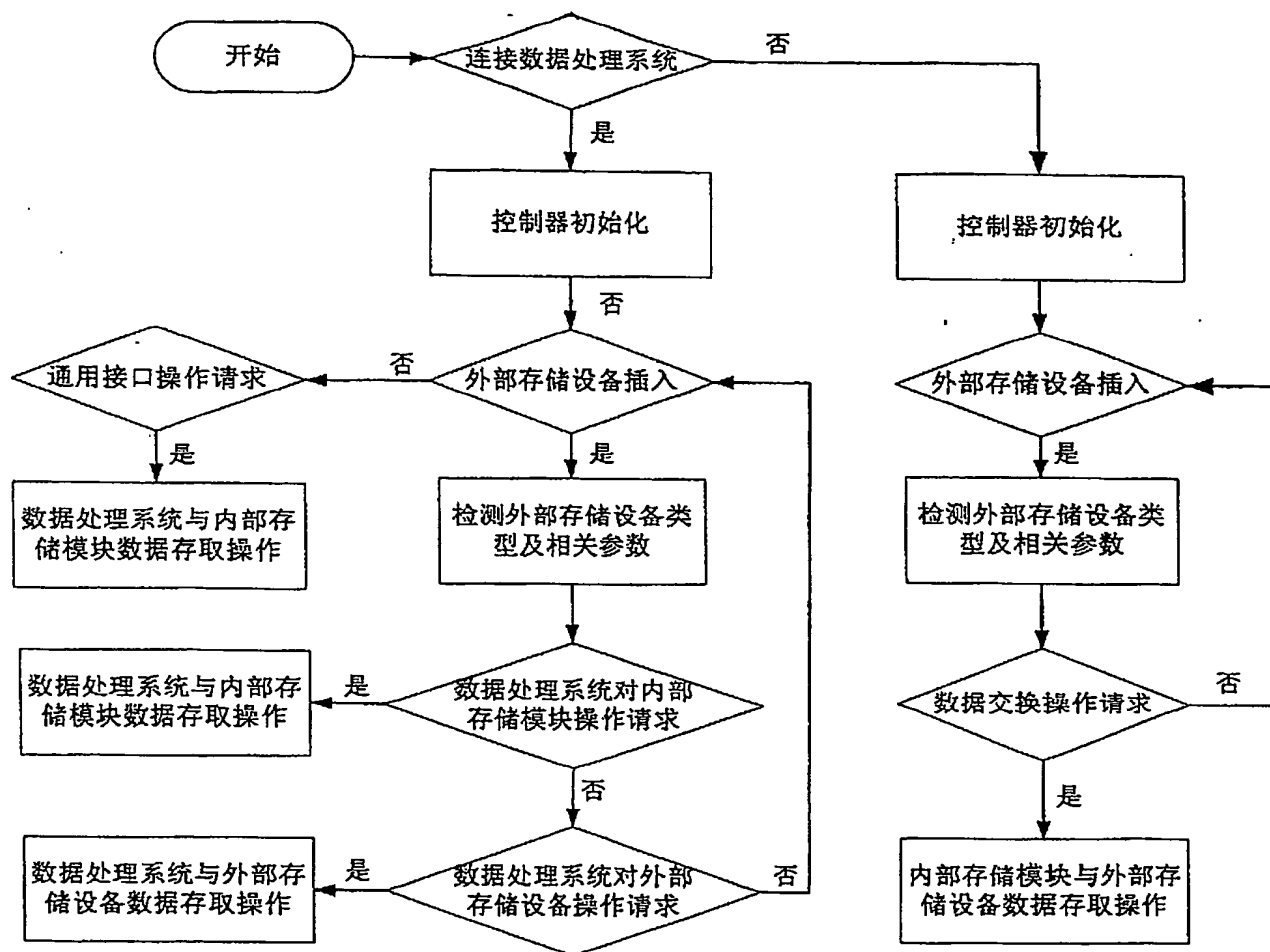 开始
连接数据处理系统
否
是
控制器初始化
控制器初始化
否
通用接口操作请求
否
外部存储设备插入
外部存储设备插入
是
是
是
数据处理系统与内部存
储模块数据存取操作
检测外部存储设备类
型及相关参数
检测外部存储设备类
型及相关参数
数据处理系统与内部存
储模块数据存取操作
是
数据处理系统对内部
存储模块操作请求
数据交换操作请求
否
否
是
数据处理系统与外部存
储设备数据存取操作
是
数据处理系统对外部
存储设备操作请求
否
内部存储模块与外部存
储设备数据存取操作